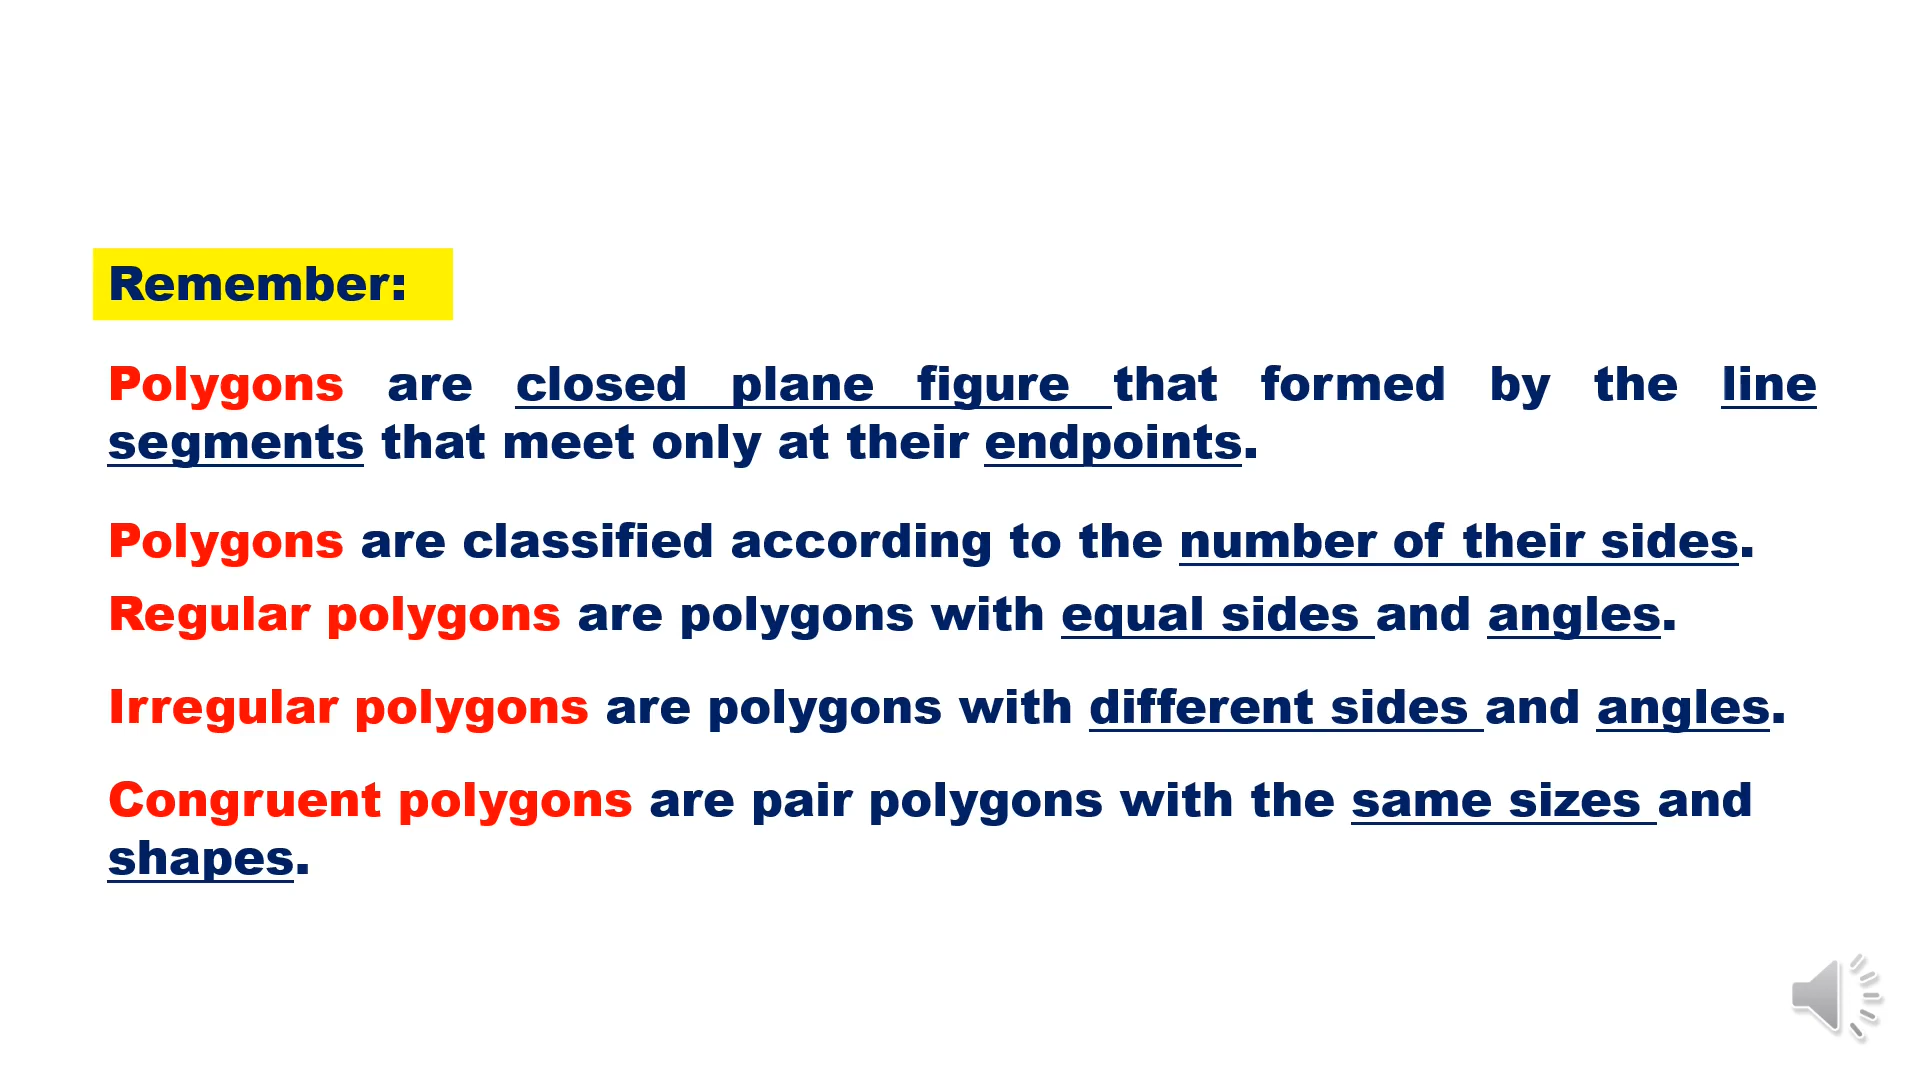 Remember:
Polygons are closed plane figure that formed by the line
segments that meet only at their endpoints.
Polygons are classified according to the number of their sides.
Regular polygons are polygons with equal sides and angles.
Irregular polygons are polygons with different sides and angles.
Congruent polygons are pair polygons with the same sizes and
shapes.